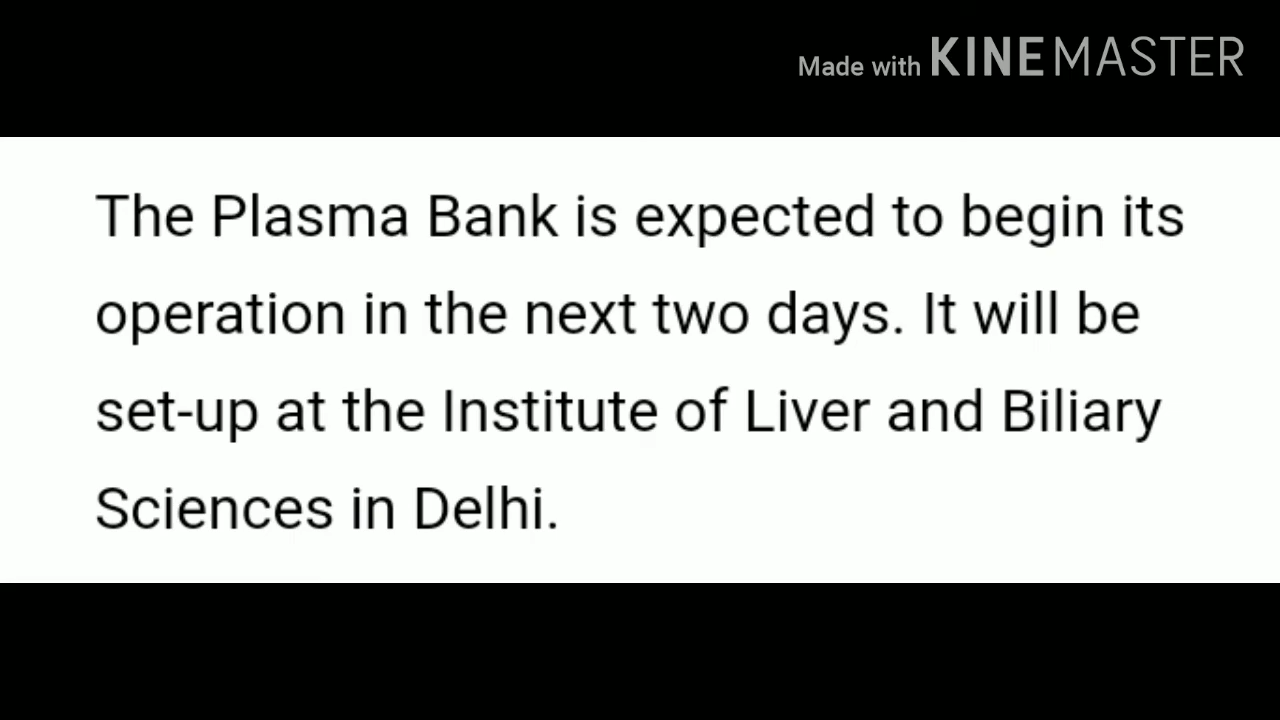 Made with KINEMASTER
The Plasma Bank is expected to begin its
operation in the next two days. It will be
set-up at the Institute of Liver and Biliary
Sciences in Delhi.